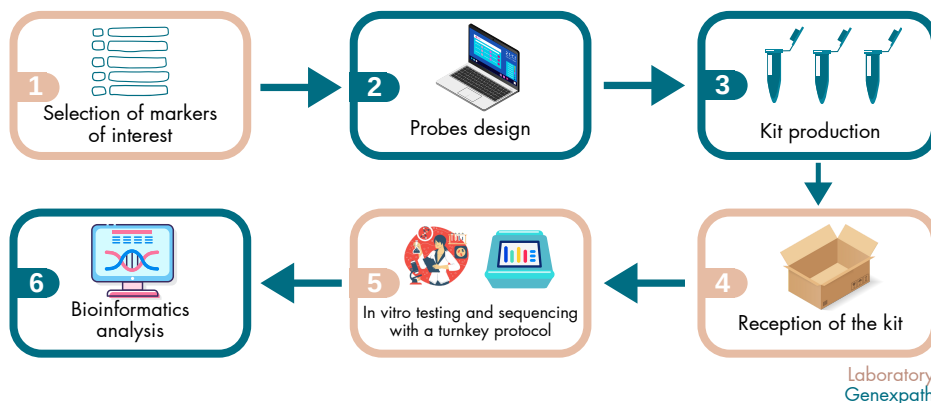 1
Selection of markers
of interest
2
Probes design
3
Kit production
4
Reception of the kit
5
In vitro testing and sequencing
with a turnkey protocol
6
Bioinformatics
analysis
Laboratory
Genexpath